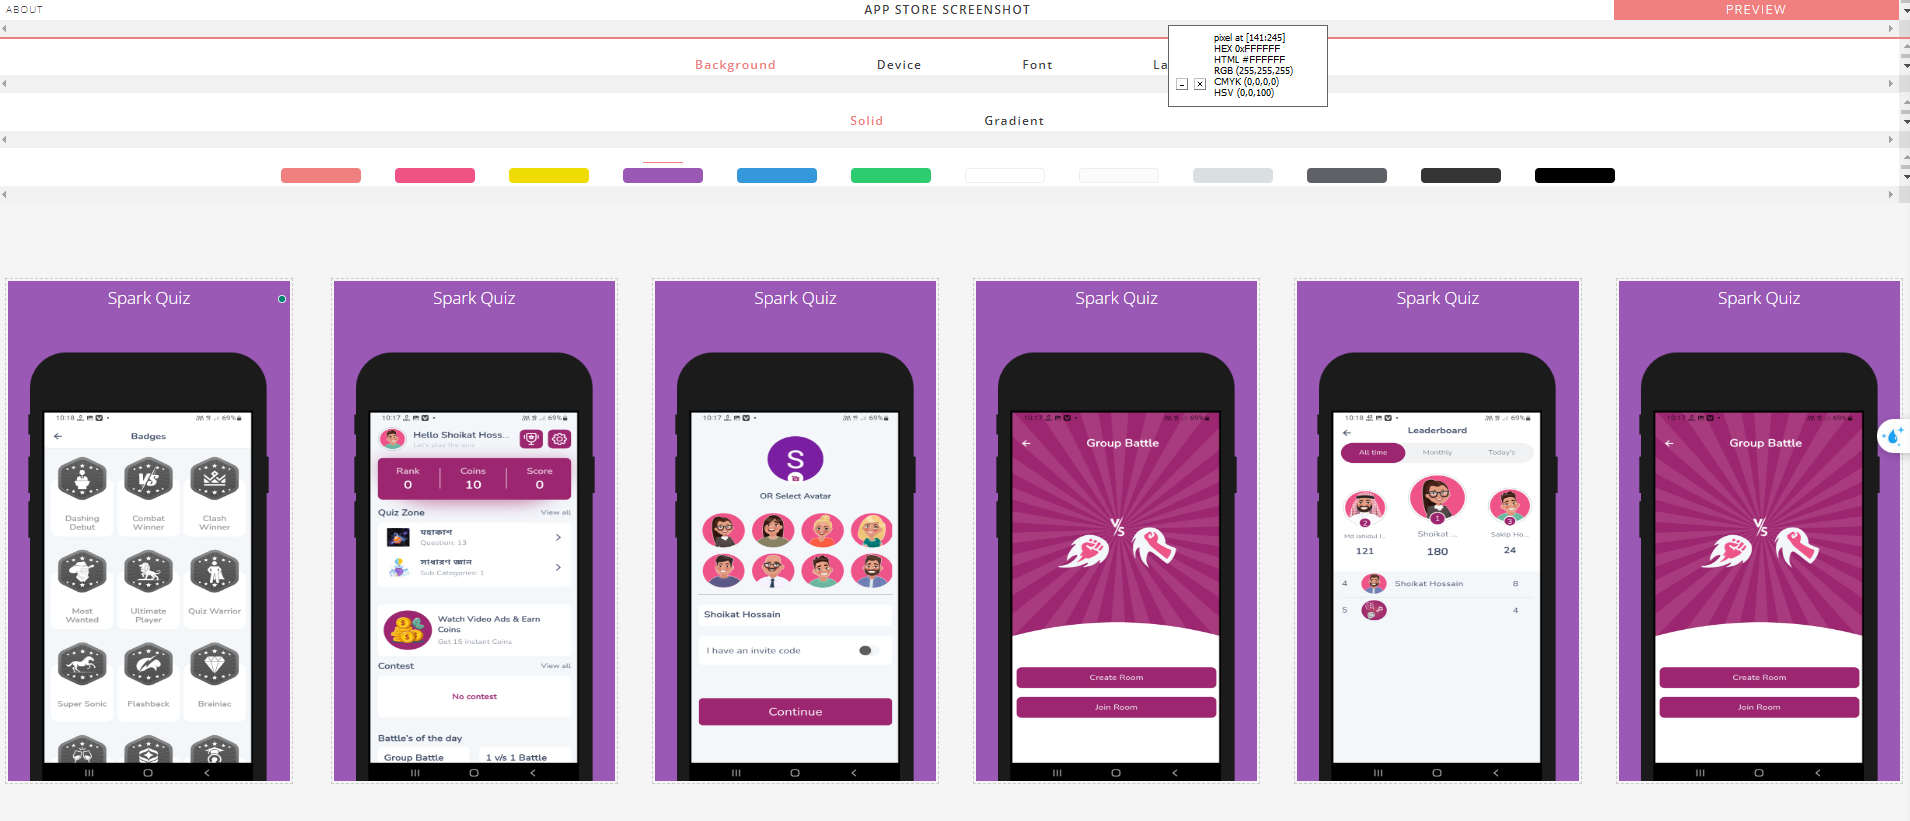 ABOUT
APP STORE SCREENSHOT
PREVIEW
pixel at [141:245]
HEX 0xFFFFFF
HTML #FFFFFF
RGB (255,255,255)
CMYK (0,0,0,0)
HSV (0,0,100)
Background
Device
Font
La
Solid
Gradient
Spark Quiz
10:18
69%
Badges
Dashing
Debut
Combat
Winner
Clash
Winner
Most
Wanted
Ultimate
Player
Quiz Warrior
Super Sonic
Flashback
Brainiac
Spark Quiz
10:17
69%
Hello Shoikat Hoss...
Let's play the quiz
Rank
0
Coins
10
Score
0
Quiz Zone
View all
মহাকাশ
Question: 13
সাধারণ জ্ঞান
Sub Categories: 1
Watch Video Ads & Earn
Coins
Get 15 instant Coins
Contest
View all
No contest
Battle's of the day
Group Battle
1 v/s 1 Battle
Spark Quiz
10:17
69%
S
OR Select Avatar
Shoikat Hossain
I have an invite code
Continue
Spark Quiz
10:17
69%
Group Battle
V/S
Create Room
Join Room
Spark Quiz
10:18
69%
Leaderboard
All time
Monthly
Today's
2
1
3
Md Jahidul I...
Shoikat ...
Sakip Ho...
121
180
24
4 Shoikat Hossain 8
5 4
Spark Quiz
10:17
69%
Group Battle
V/S
Create Room
Join Room